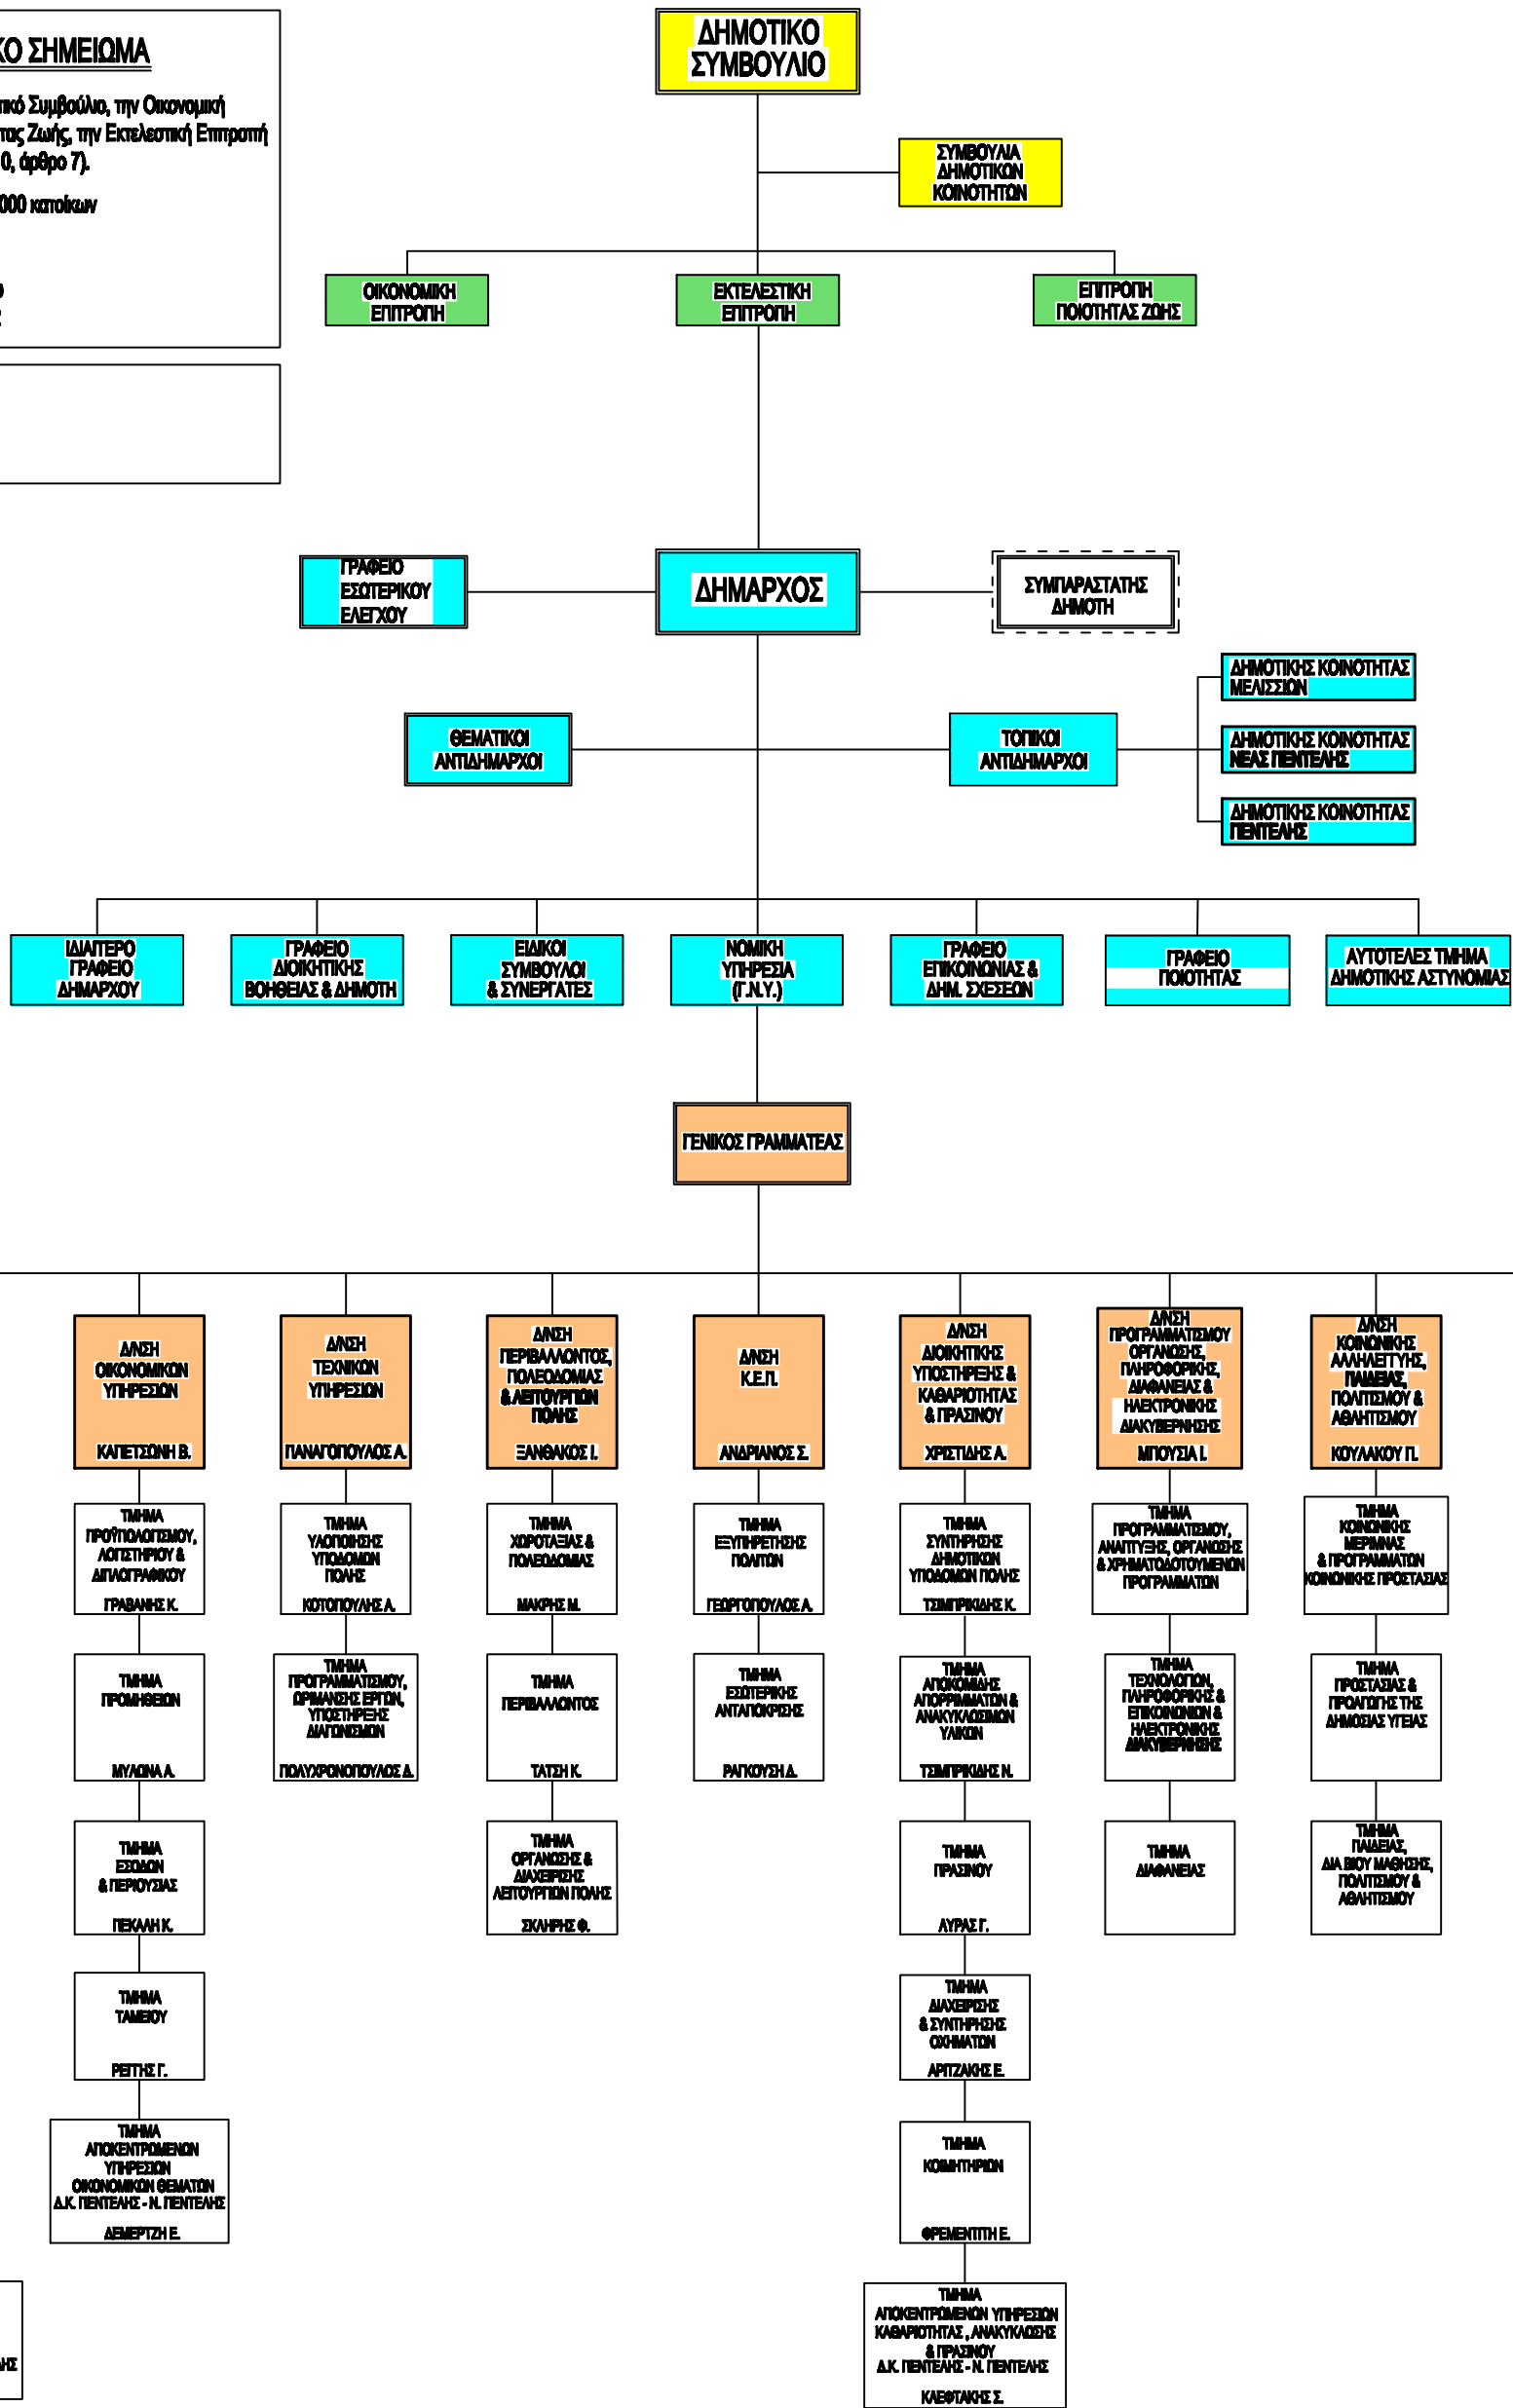 ΚΟ ΣΗΜΕΙΩΜΑ
τικό Συμβούλιο, την Οικονομική
τας Ζωής, την Εκτελεστική Επιτροπή
0, άρθρο 7).
000 κατοίκων
ΔΗΜΟΤΙΚΟ
ΣΥΜΒΟΥΛΙΟ
ΣΥΜΒΟΥΛΙΑ
ΔΗΜΟΤΙΚΩΝ
ΚΟΙΝΟΤΗΤΩΝ
ΟΙΚΟΝΟΜΙΚΗ
ΕΠΙΤΡΟΠΗ
ΕΚΤΕΛΕΣΤΙΚΗ
ΕΠΙΤΡΟΠΗ
ΕΠΙΤΡΟΠΗ
ΠΟΙΟΤΗΤΑΣ ΖΩΗΣ
ΓΡΑΦΕΙΟ
ΕΣΩΤΕΡΙΚΟΥ
ΕΛΕΓΧΟΥ
ΔΗΜΑΡΧΟΣ
ΣΥΜΠΑΡΑΣΤΑΤΗΣ
ΔΗΜΟΤΗ
ΘΕΜΑΤΙΚΟΙ
ΑΝΤΙΔΗΜΑΡΧΟΙ
ΤΟΠΙΚΟΙ
ΑΝΤΙΔΗΜΑΡΧΟΙ
ΔΗΜΟΤΙΚΗΣ ΚΟΙΝΟΤΗΤΑΣ
ΜΕΛΙΣΣΙΩΝ
ΔΗΜΟΤΙΚΗΣ ΚΟΙΝΟΤΗΤΑΣ
ΝΕΑΣ ΠΕΝΤΕΛΗΣ
ΔΗΜΟΤΙΚΗΣ ΚΟΙΝΟΤΗΤΑΣ
ΠΕΝΤΕΛΗΣ
ΙΔΙΑΙΤΕΡΟ
ΓΡΑΦΕΙΟ
ΔΗΜΑΡΧΟΥ
ΓΡΑΦΕΙΟ
ΔΙΟΙΚΗΤΙΚΗΣ
ΒΟΗΘΕΙΑΣ & ΔΗΜΟΤΗ
ΕΙΔΙΚΟΙ
ΣΥΜΒΟΥΛΟΙ
& ΣΥΝΕΡΓΑΤΕΣ
ΝΟΜΙΚΗ
ΥΠΗΡΕΣΙΑ
(Γ.Ν.Υ.)
ΓΡΑΦΕΙΟ
ΕΠΙΚΟΙΝΩΝΙΑΣ &
ΔΗΜ. ΣΧΕΣΕΩΝ
ΓΡΑΦΕΙΟ
ΠΟΙΟΤΗΤΑΣ
ΑΥΤΟΤΕΛΕΣ ΤΜΗΜΑ
ΔΗΜΟΤΙΚΗΣ ΑΣΤΥΝΟΜΙΑΣ
ΓΕΝΙΚΟΣ ΓΡΑΜΜΑΤΕΑΣ
Δ/ΝΣΗ
ΟΙΚΟΝΟΜΙΚΩΝ
ΥΠΗΡΕΣΙΩΝ
ΚΑΠΕΤΣΩΝΗ Β.
Δ/ΝΣΗ
ΤΕΧΝΙΚΩΝ
ΥΠΗΡΕΣΙΩΝ
ΠΑΝΑΓΟΠΟΥΛΟΣ Α.
Δ/ΝΣΗ
ΠΕΡΙΒΑΛΛΟΝΤΟΣ,
ΠΟΛΕΟΔΟΜΙΑΣ
& ΛΕΙΤΟΥΡΓΙΩΝ
ΠΟΛΗΣ
ΞΑΝΘΑΚΟΣ Ι.
Δ/ΝΣΗ
Κ.Ε.Π.
ΑΝΔΡΙΑΝΟΣ Σ.
Δ/ΝΣΗ
ΔΙΟΙΚΗΤΙΚΗΣ
ΥΠΟΣΤΗΡΙΞΗΣ &
ΚΑΘΑΡΙΟΤΗΤΑΣ
& ΠΡΑΣΙΝΟΥ
ΧΡΙΣΤΙΔΗΣ Α.
Δ/ΝΣΗ
ΠΡΟΓΡΑΜΜΑΤΙΣΜΟΥ
ΟΡΓΑΝΩΣΗΣ,
ΠΛΗΡΟΦΟΡΙΚΗΣ,
ΔΙΑΦΑΝΕΙΑΣ &
ΗΛΕΚΤΡΟΝΙΚΗΣ
ΔΙΑΚΥΒΕΡΝΗΣΗΣ
ΜΠΟΥΣΙΑ Ι.
Δ/ΝΣΗ
ΚΟΙΝΩΝΙΚΗΣ
ΑΛΛΗΛΕΓΓΥΗΣ,
ΠΑΙΔΕΙΑΣ,
ΠΟΛΙΤΙΣΜΟΥ &
ΑΘΛΗΤΙΣΜΟΥ
ΚΟΥΛΑΚΟΥ Π.
ΤΜΗΜΑ
ΠΡΟΫΠΟΛΟΓΙΣΜΟΥ,
ΛΟΓΙΣΤΗΡΙΟΥ &
ΔΙΠΛΟΓΡΑΦΙΚΟΥ
ΓΡΑΒΑΝΗΣ Κ.
ΤΜΗΜΑ
ΥΛΟΠΟΙΗΣΗΣ
ΥΠΟΔΟΜΩΝ
ΠΟΛΗΣ
ΚΟΤΟΠΟΥΛΗΣ Α.
ΤΜΗΜΑ
ΧΩΡΟΤΑΞΙΑΣ &
ΠΟΛΕΟΔΟΜΙΑΣ
ΜΑΚΡΗΣ Μ.
ΤΜΗΜΑ
ΕΞΥΠΗΡΕΤΗΣΗΣ
ΠΟΛΙΤΩΝ
ΓΕΩΡΓΟΠΟΥΛΟΣ Α.
ΤΜΗΜΑ
ΣΥΝΤΗΡΗΣΗΣ
ΔΗΜΟΤΙΚΩΝ
ΥΠΟΔΟΜΩΝ ΠΟΛΗΣ
ΤΣΙΜΠΡΙΚΙΔΗΣ Κ.
ΤΜΗΜΑ
ΠΡΟΓΡΑΜΜΑΤΙΣΜΟΥ,
ΑΝΑΠΤΥΞΗΣ, ΟΡΓΑΝΩΣΗΣ
& ΧΡΗΜΑΤΟΔΟΤΟΥΜΕΝΩΝ
ΠΡΟΓΡΑΜΜΑΤΩΝ
ΤΜΗΜΑ
ΚΟΙΝΩΝΙΚΗΣ
ΜΕΡΙΜΝΑΣ
& ΠΡΟΓΡΑΜΜΑΤΩΝ
ΚΟΙΝΩΝΙΚΗΣ ΠΡΟΣΤΑΣΙΑΣ
ΤΜΗΜΑ
ΠΡΟΜΗΘΕΙΩΝ
ΜΥΛΩΝΑ Α.
ΤΜΗΜΑ
ΠΡΟΓΡΑΜΜΑΤΙΣΜΟΥ,
ΩΡΙΜΑΝΣΗΣ ΕΡΓΩΝ,
ΥΠΟΣΤΗΡΙΞΗΣ
ΔΙΑΓΩΝΙΣΜΩΝ
ΠΟΛΥΧΡΟΝΟΠΟΥΛΟΣ Δ.
ΤΜΗΜΑ
ΠΕΡΙΒΑΛΛΟΝΤΟΣ
ΤΑΤΣΗ Κ.
ΤΜΗΜΑ
ΕΣΩΤΕΡΙΚΗΣ
ΑΝΤΑΠΟΚΡΙΣΗΣ
ΡΑΓΚΟΥΣΗ Δ.
ΤΜΗΜΑ
ΑΠΟΚΟΜΙΔΗΣ
ΑΠΟΡΡΙΜΜΑΤΩΝ &
ΑΝΑΚΥΚΛΩΣΙΜΩΝ
ΥΛΙΚΩΝ
ΤΣΙΜΠΡΙΚΙΔΗΣ Ν.
ΤΜΗΜΑ
ΤΕΧΝΟΛΟΓΙΩΝ,
ΠΛΗΡΟΦΟΡΙΚΗΣ &
ΕΠΙΚΟΙΝΩΝΙΩΝ &
ΗΛΕΚΤΡΟΝΙΚΗΣ
ΔΙΑΚΥΒΕΡΝΗΣΗΣ
ΤΜΗΜΑ
ΠΡΟΣΤΑΣΙΑΣ &
ΠΡΟΑΓΩΓΗΣ ΤΗΣ
ΔΗΜΟΣΙΑΣ ΥΓΕΙΑΣ
ΤΜΗΜΑ
ΕΣΟΔΩΝ
& ΠΕΡΙΟΥΣΙΑΣ
ΠΕΚΑΛΗ Κ.
ΤΜΗΜΑ
ΟΡΓΑΝΩΣΗΣ &
ΔΙΑΧΕΙΡΙΣΗΣ
ΛΕΙΤΟΥΡΓΙΩΝ ΠΟΛΗΣ
ΣΚΛΗΡΗΣ Φ.
ΤΜΗΜΑ
ΠΡΑΣΙΝΟΥ
ΛΥΡΑΣ Γ.
ΤΜΗΜΑ
ΔΙΑΦΑΝΕΙΑΣ
ΤΜΗΜΑ
ΠΑΙΔΕΙΑΣ,
ΔΙΑ ΒΙΟΥ ΜΑΘΗΣΗΣ,
ΠΟΛΙΤΙΣΜΟΥ &
ΑΘΛΗΤΙΣΜΟΥ
ΤΜΗΜΑ
ΤΑΜΕΙΟΥ
ΡΕΓΓΗΣ Γ.
ΤΜΗΜΑ
ΔΙΑΧΕΙΡΙΣΗΣ
& ΣΥΝΤΗΡΗΣΗΣ
ΟΧΗΜΑΤΩΝ
ΑΡΙΤΖΑΚΗΣ Ε.
ΤΜΗΜΑ
ΑΠΟΚΕΝΤΡΩΜΕΝΩΝ
ΥΠΗΡΕΣΙΩΝ
ΟΙΚΟΝΟΜΙΚΩΝ ΘΕΜΑΤΩΝ
Δ.Κ. ΠΕΝΤΕΛΗΣ - Ν. ΠΕΝΤΕΛΗΣ
ΔΕΜΕΡΤΖΗ Ε.
ΤΜΗΜΑ
ΚΟΙΜΗΤΗΡΙΩΝ
ΦΡΕΜΕΝΤΙΤΗ Ε.
ΛΗΣ
ΤΜΗΜΑ
ΑΠΟΚΕΝΤΡΩΜΕΝΩΝ ΥΠΗΡΕΣΙΩΝ
ΚΑΘΑΡΙΟΤΗΤΑΣ , ΑΝΑΚΥΚΛΩΣΗΣ
& ΠΡΑΣΙΝΟΥ
Δ.Κ. ΠΕΝΤΕΛΗΣ - Ν. ΠΕΝΤΕΛΗΣ
ΚΛΕΦΤΑΚΗΣ Σ.